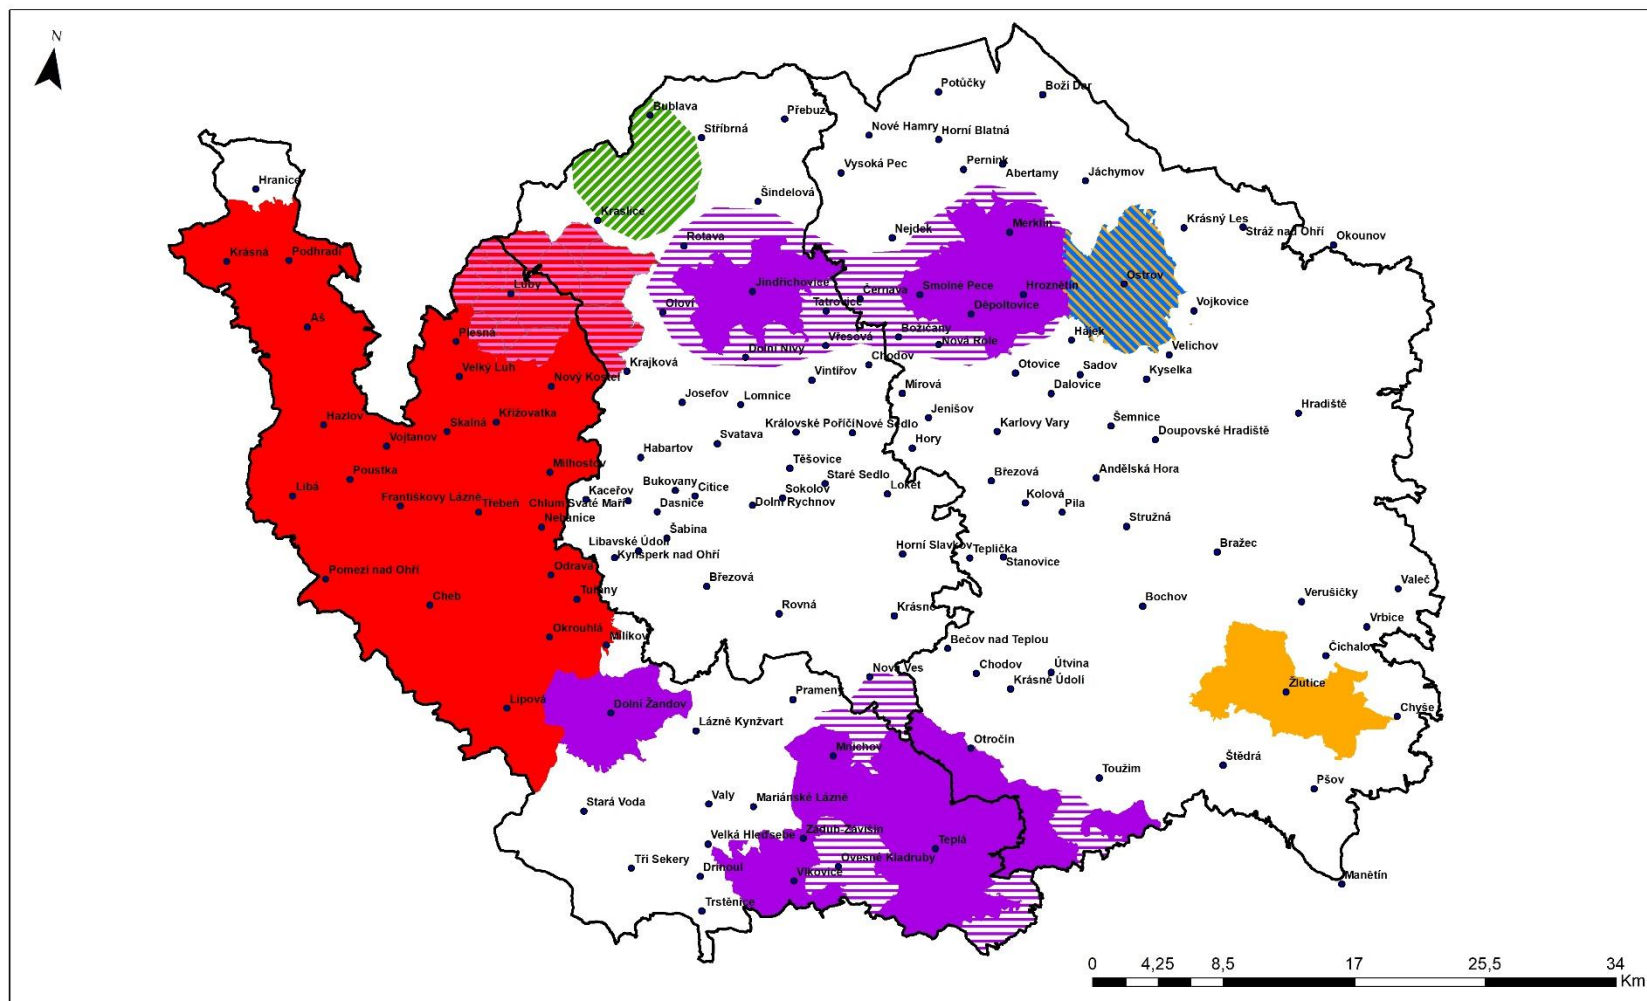 N
Potůčky
Boží Dar
Bublava
Přebuz
Stříbrná
Nové Hamry
Horní Blatná
Vysoká Pec
Pernink
Abertamy
Jáchymov
Hranice
Šindelová
Kraslice
Krásný Les
Stráž nad Ohří
Merklín
Nejdek
Rotava
Okounov
Krásná
Podhradí
Luby
Jindřichovice
Černava
Smolné Pece
Hroznětín
Ostrov
Oloví
Tatrovice
Děpoltovice
Vojkovice
Aš
Plesná
Vřesová
Božičany
Nová Role
Hájek
Dolní Nivy
Velichov
Chodov
Velký Luh
Nový Kostel
Krajková
Vintířov
Mírová
Otovice
Sadov
Dalovice
Kyselka
Josefov
Lomnice
Hazlov
Skalná
Křižovatka
Královské Poříčí
Nové Sedlo
Jenišov
Karlovy Vary
Šemnice
Hradiště
Vojtanov
Svatava
Hory
Doupovské Hradiště
Habartov
Poustka
Milhostov
Těšovice
Staré Sedlo
Andělská Hora
Libá
Bukovany
Citice
Sokolov
Loket
Březová
Františkovy Lázně
Třebeň
Chlum Svaté Maří
Kaceřov
Dasnice
Dolní Rychnov
Kolová
Pila
Nebanice
Šabina
Stružná
Libavské Údolí
Kynšperk nad Ohří
Horní Slavkov
Teplička
Stanovice
Bražec
Pomezí nad Ohří
Odrava
Březová
Valeč
Cheb
Tuřany
Rovná
Krásno
Bochov
Verušičky
Vrbice
Okrouhlá
Milíkov
Bečov nad Teplou
Čichalov
Nová Ves
Chodov
Útvina
Krásné Údolí
Lipová
Dolní Žandov
Prameny
Žlutice
Lázně Kynžvart
Chyše
Mnichov
Otročín
Toužim
Štědrá
Pšov
Stará Voda
Valy
Mariánské Lázně
Velká Hleďsebe
Zádub-Závišín
Teplá
Tři Sekery
Drmoul
Ovesné Kladruby
Vlkovice
Manětín
Trstěnice
0 4,25 8,5 17 25,5 34
Km